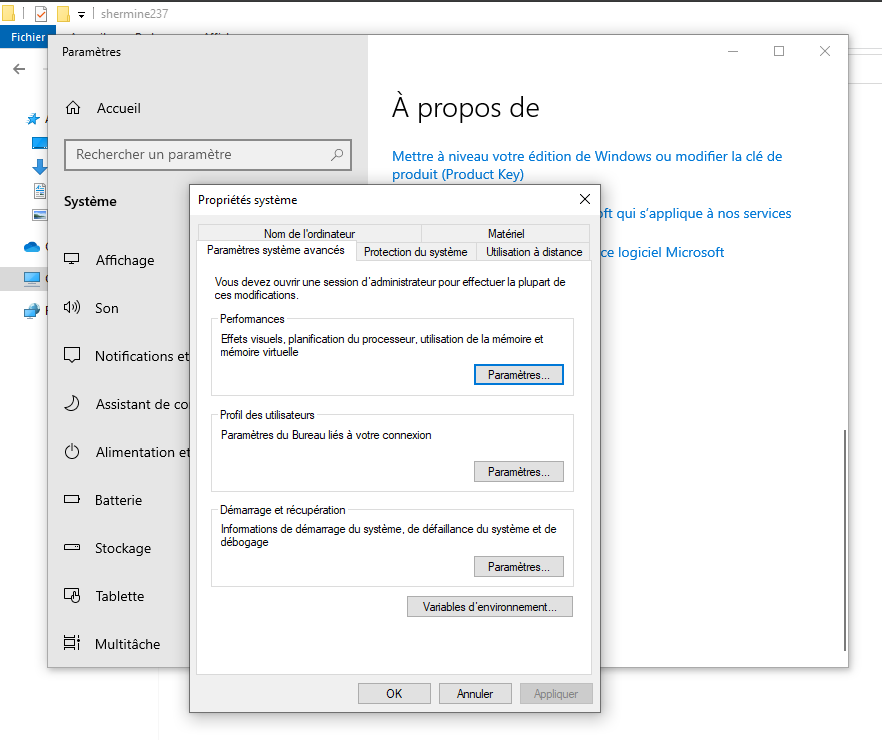 shermine237
Fichier
Paramètres
Accueil
Rechercher un paramètre
Système
Affichage
Son
Notifications et
Assistant de co
Alimentation et
Batterie
Stockage
Tablette
Multitâche
À propos de
Mettre à niveau votre édition de Windows ou modifier la clé de
produit (Product Key)
oft qui s’applique à nos services
ce logiciel Microsoft
Propriétés système
Nom de l'ordinateur
Matériel
Paramètres système avancés
Protection du système
Utilisation à distance
Vous devez ouvrir une session d'administrateur pour effectuer la plupart de
ces modifications.
Performances
Effets visuels, planification du processeur, utilisation de la mémoire et
mémoire virtuelle
Paramètres...
Profil des utilisateurs
Paramètres du Bureau liés à votre connexion
Paramètres...
Démarrage et récupération
Informations de démarrage du système, de défaillance du système et de
débogage
Paramètres...
Variables d'environnement...
OK
Annuler
Appliquer